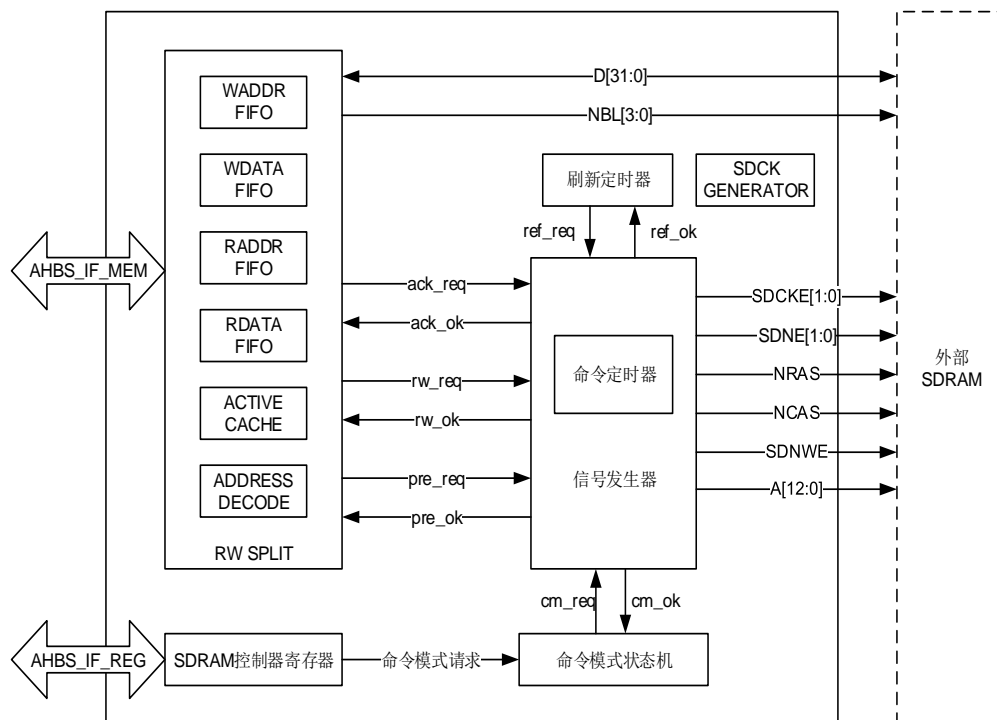 D[31:0]
NBL[3:0]
WADDR
FIFO
WDATA
FIFO
RADDR
FIFO
RDATA
FIFO
ACTIVE
CACHE
ADDRESS
DECODE
RW SPLIT
AHBS_IF_MEM
刷新定时器
SDCK
GENERATOR
ref_req
ref_ok
ack_req
ack_ok
rw_req
rw_ok
pre_req
pre_ok
命令定时器
信号发生器
SDCKE[1:0]
SDNE[1:0]
NRAS
NCAS
SDNWE
A[12:0]
外部
SDRAM
cm_req
cm_ok
AHBS_IF_REG
SDRAM控制器寄存器
命令模式请求
命令模式状态机